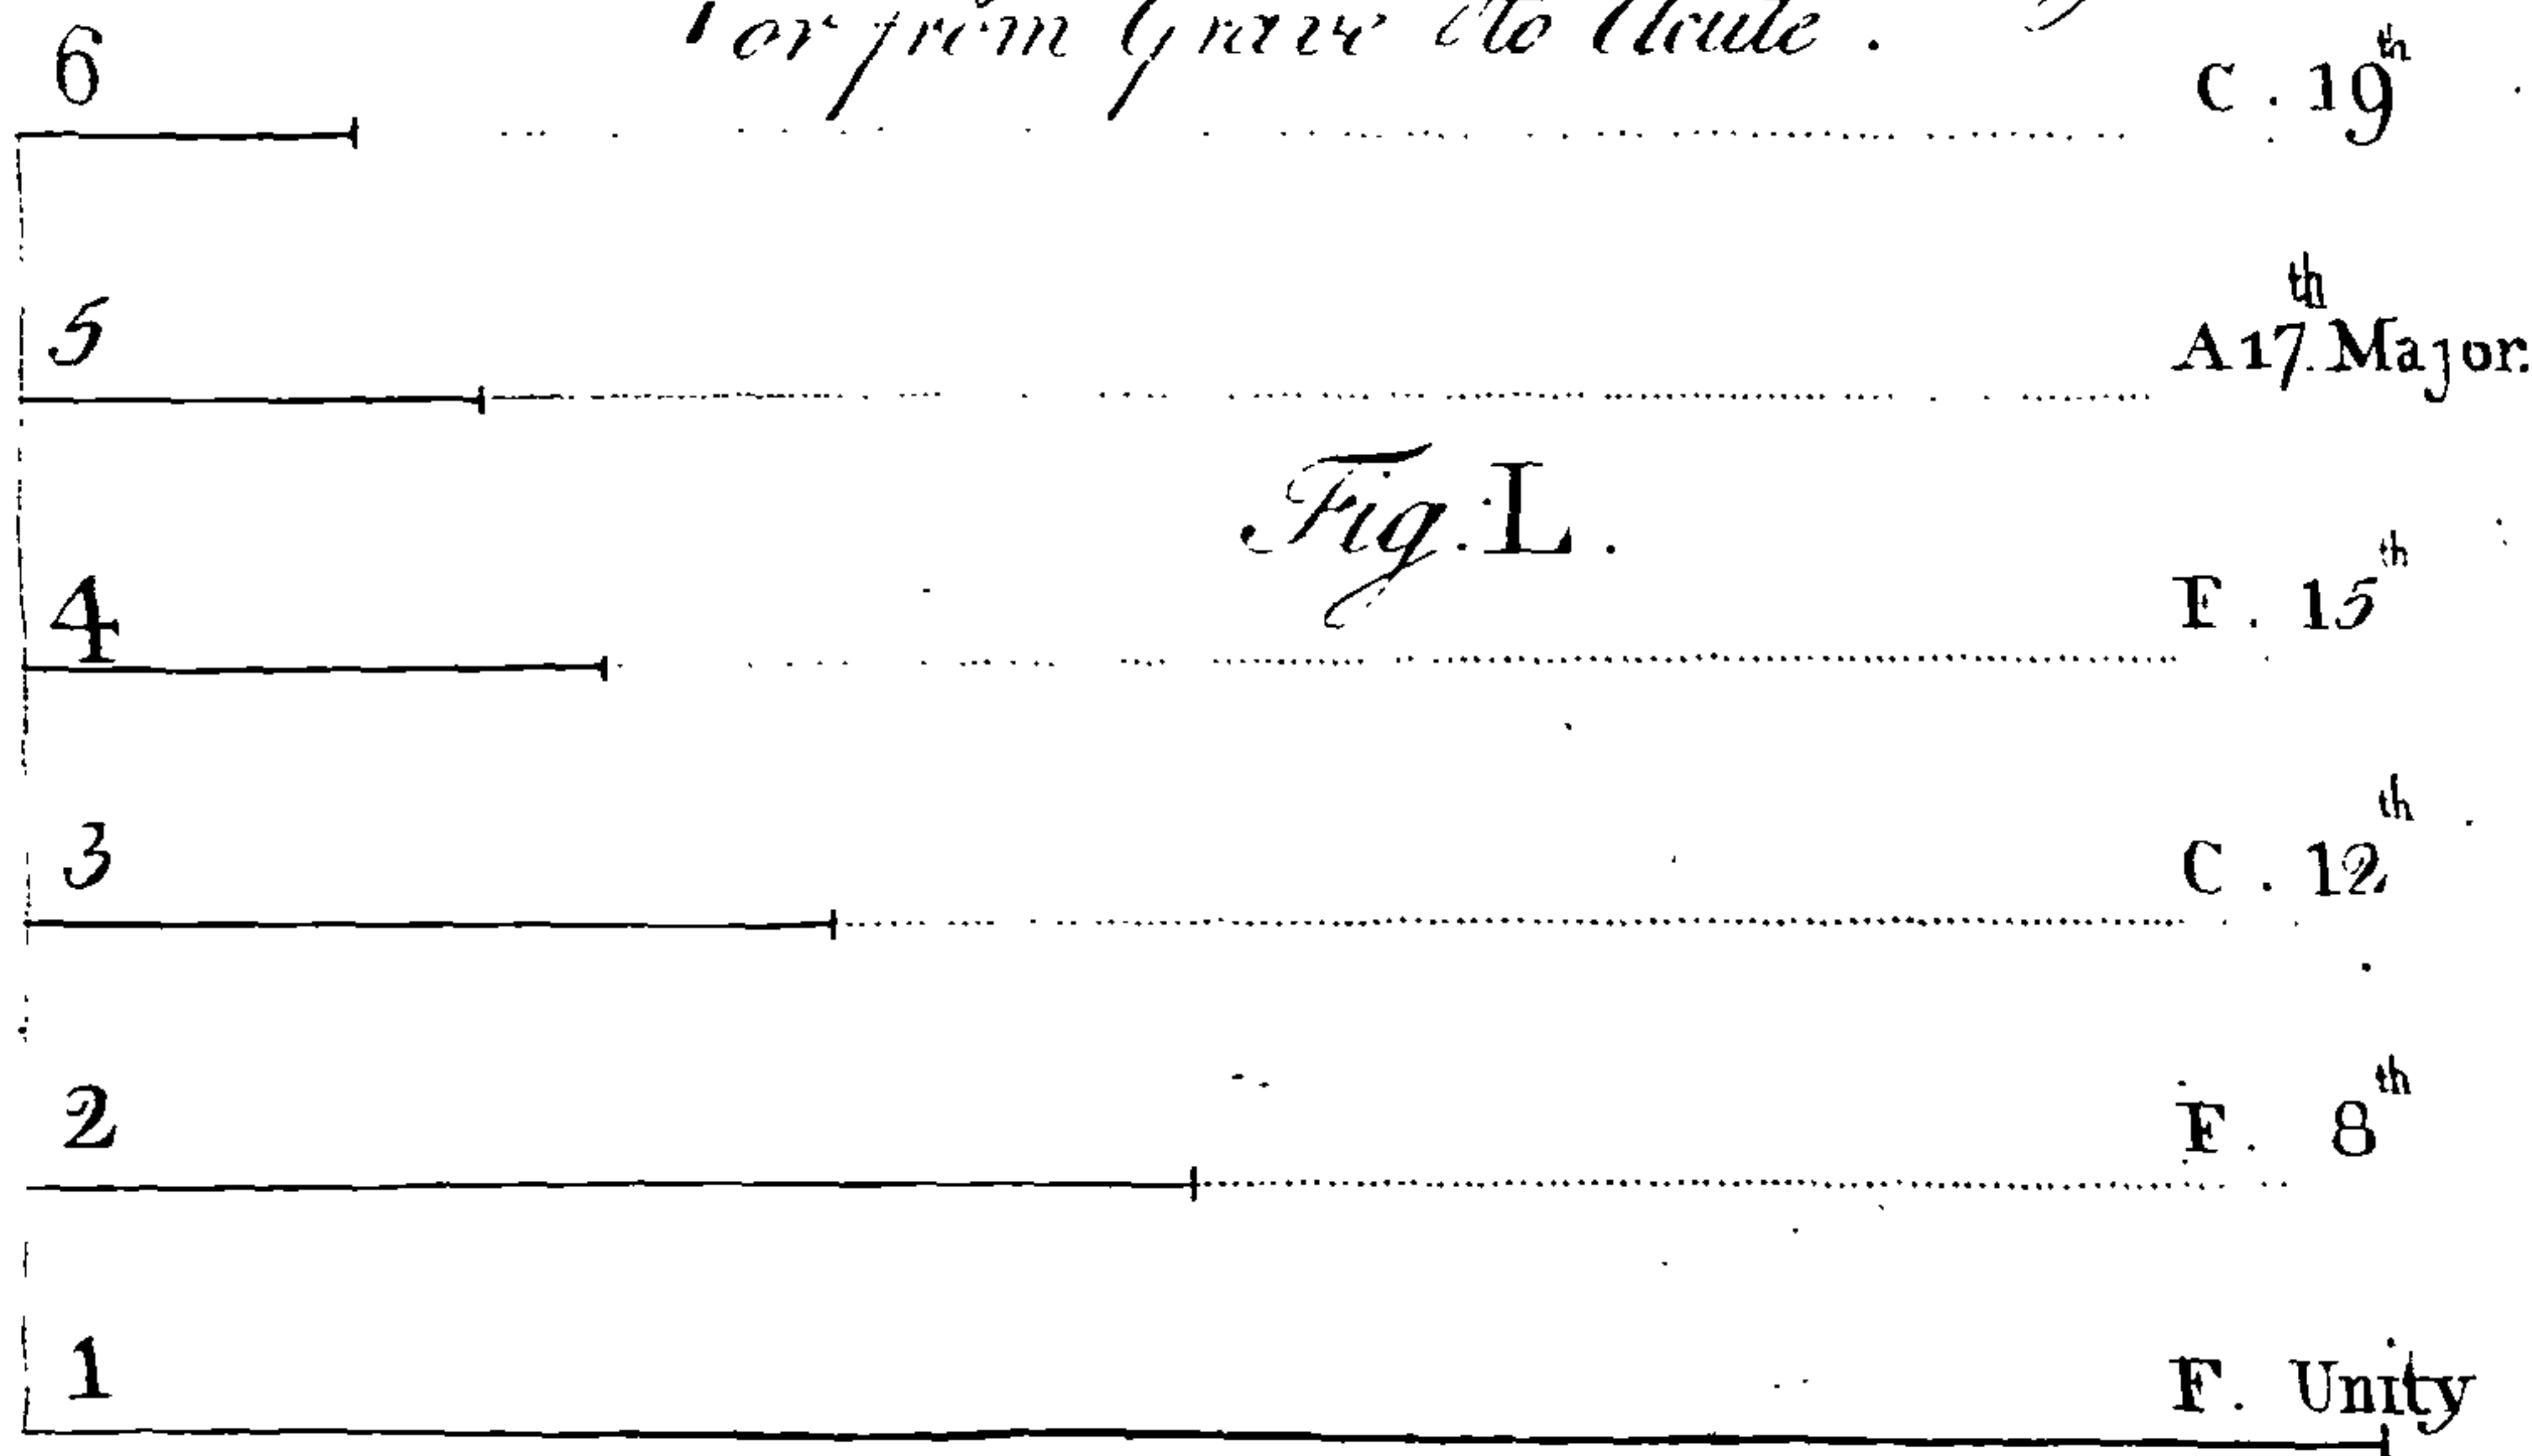 or from Grave to Acute.
6 C. 19th
5 A 17th Major.
Fig. L.
4 F. 15th
3 C. 12th
2 F. 8th
1 F. Unity